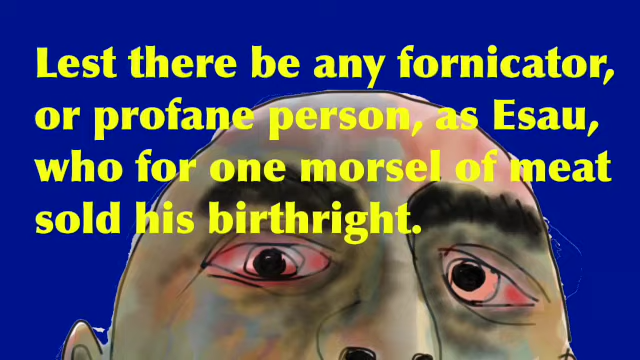 Lest there be any fornicator,
or profane person, as Esau,
who for one morsel of meat
sold his birthright.